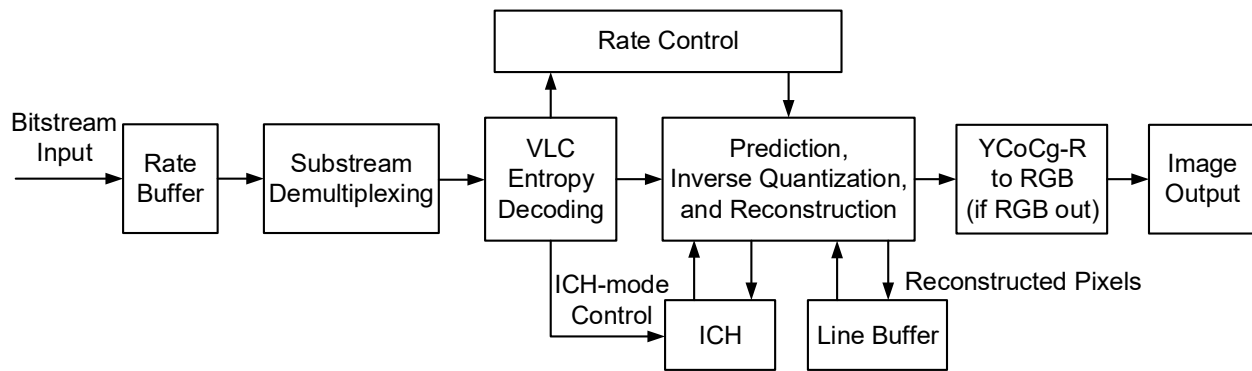 Rate Control
Bitstream
Input
Rate
Buffer
Substream
Demultiplexing
VLC
Entropy
Decoding
Prediction,
Inverse Quantization,
and Reconstruction
YCoCg-R
to RGB
(if RGB out)
Image
Output
ICH-mode
Control
ICH
Line Buffer
Reconstructed Pixels